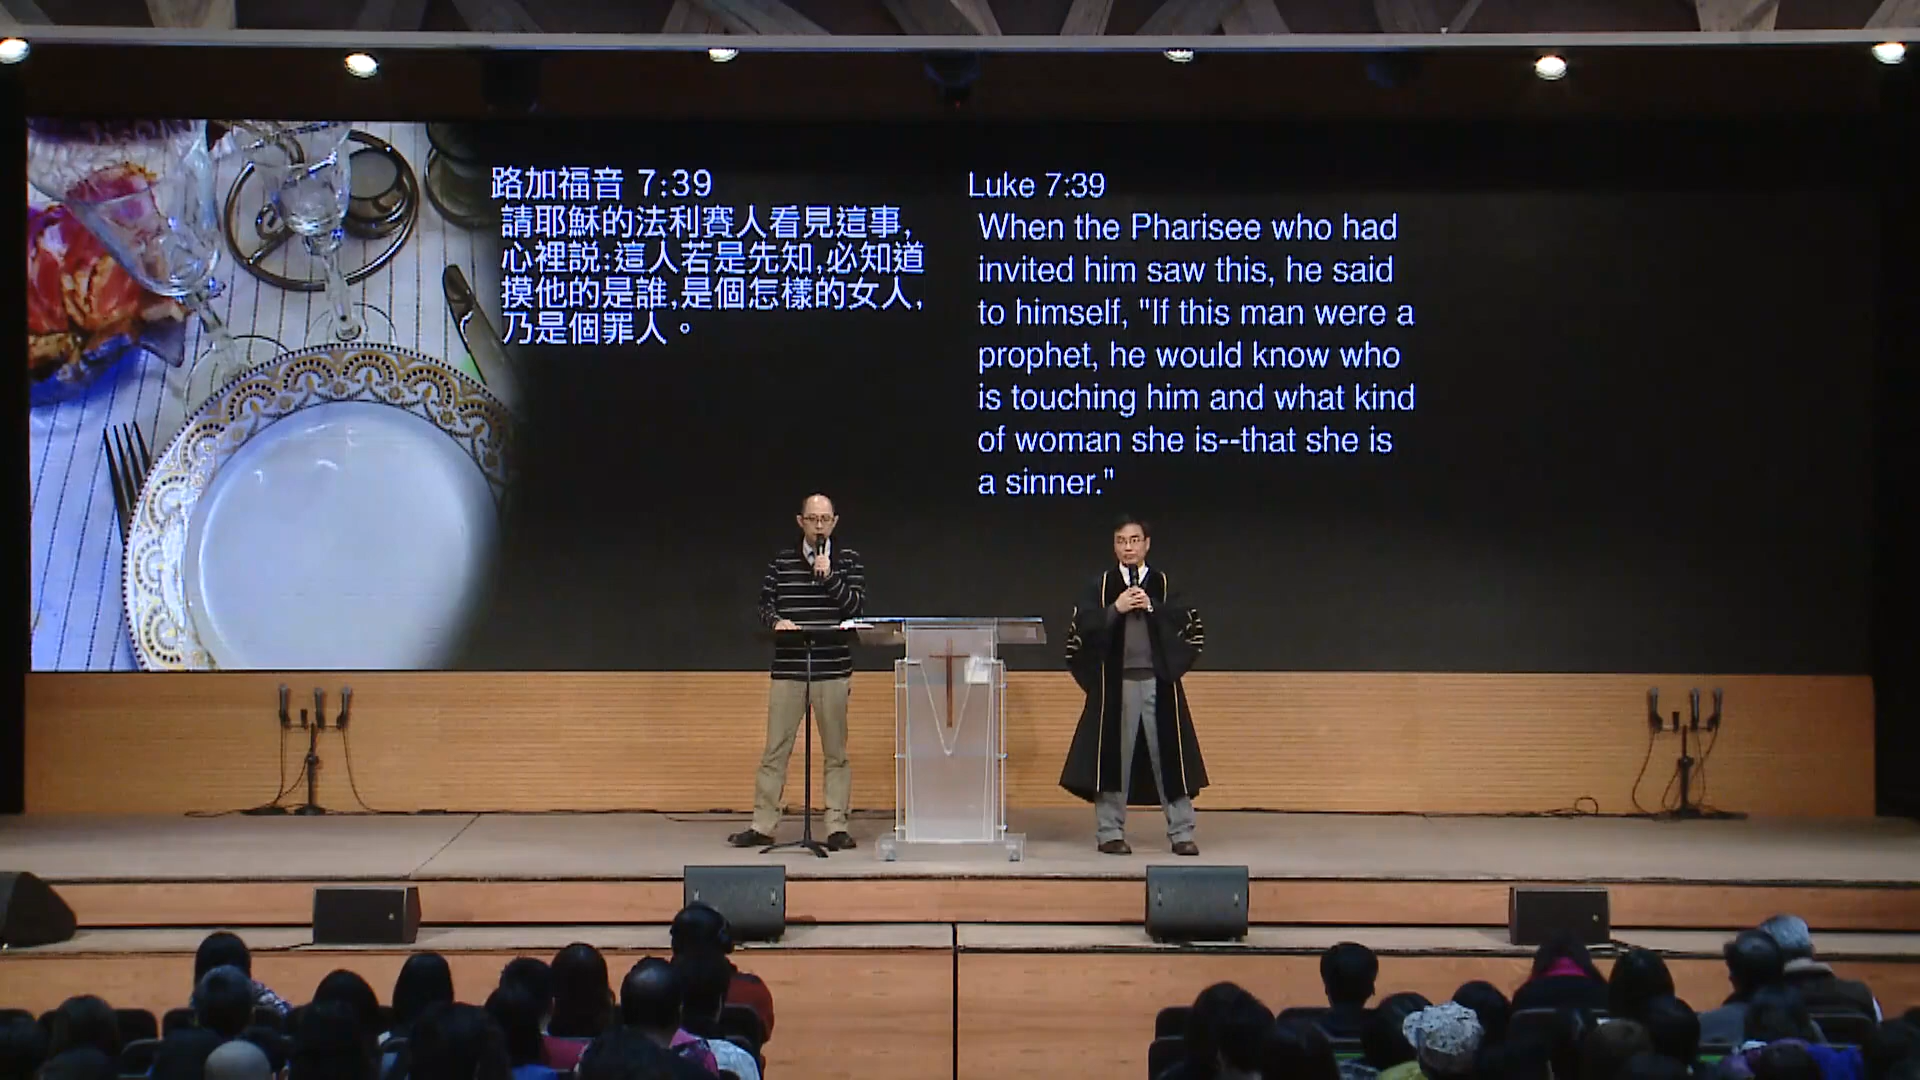 路加福音 7:39
請耶穌的法利賽人看見這事,
心裡説:這人若是先知,必知道
摸他的是誰,是個怎樣的女人,
乃是個罪人。
Luke 7:39
When the Pharisee who had
invited him saw this, he said
to himself, "If this man were a
prophet, he would know who
is touching him and what kind
of woman she is--that she is
a sinner."